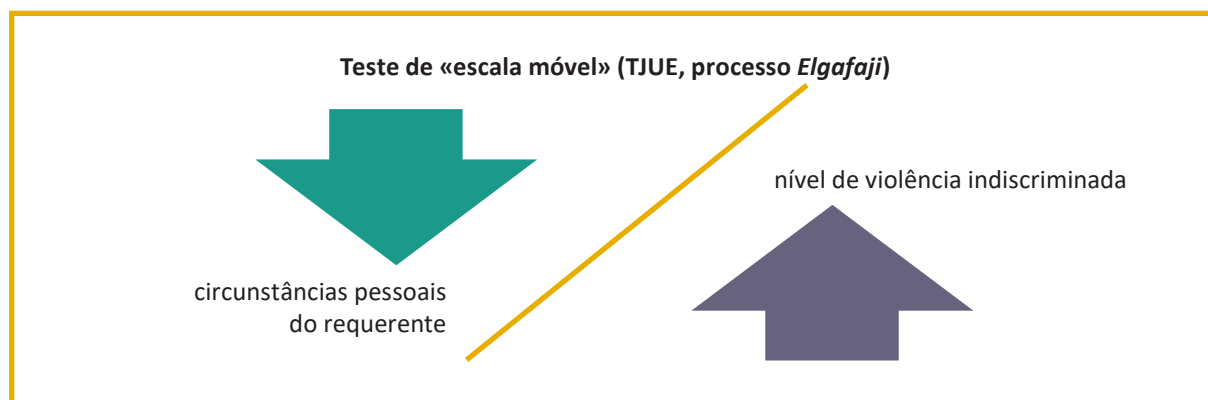 Teste de «escala móvel» (TJUE, processo Elgafaji)
nível de violência indiscriminada
circunstâncias pessoais
do requerente